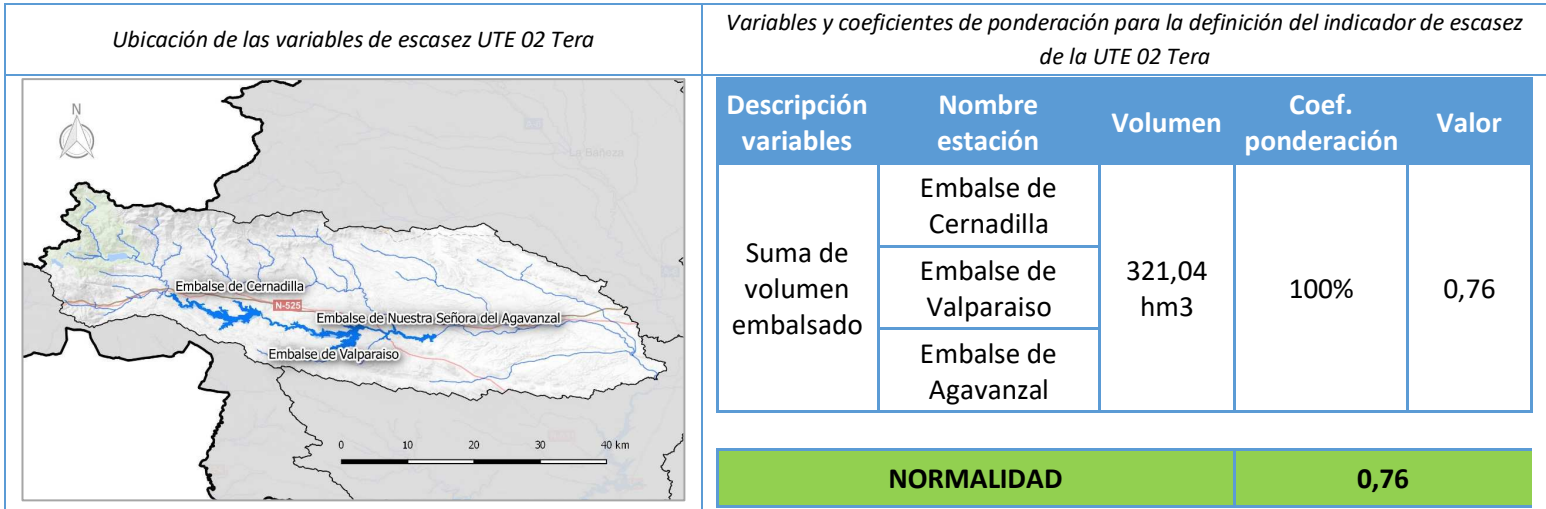 Ubicación de las variables de escasez UTE 02 Tera
Variables y coeficientes de ponderación para la definición del indicador de escasez
de la UTE 02 Tera
N
La Bañeza
Embalse de Cernadilla
N-525
Embalse de Nuestra Señora del Agavanzal
Embalse de Valparaiso
0 10 20 30 40 km
Descripción
variables
Nombre
estación
Volumen
Coef.
ponderación
Valor
Suma de
volumen
embalsado
Embalse de
Cernadilla
Embalse de
Valparaiso
Embalse de
Agavanzal
321,04
hm3
100%
0,76
NORMALIDAD
0,76